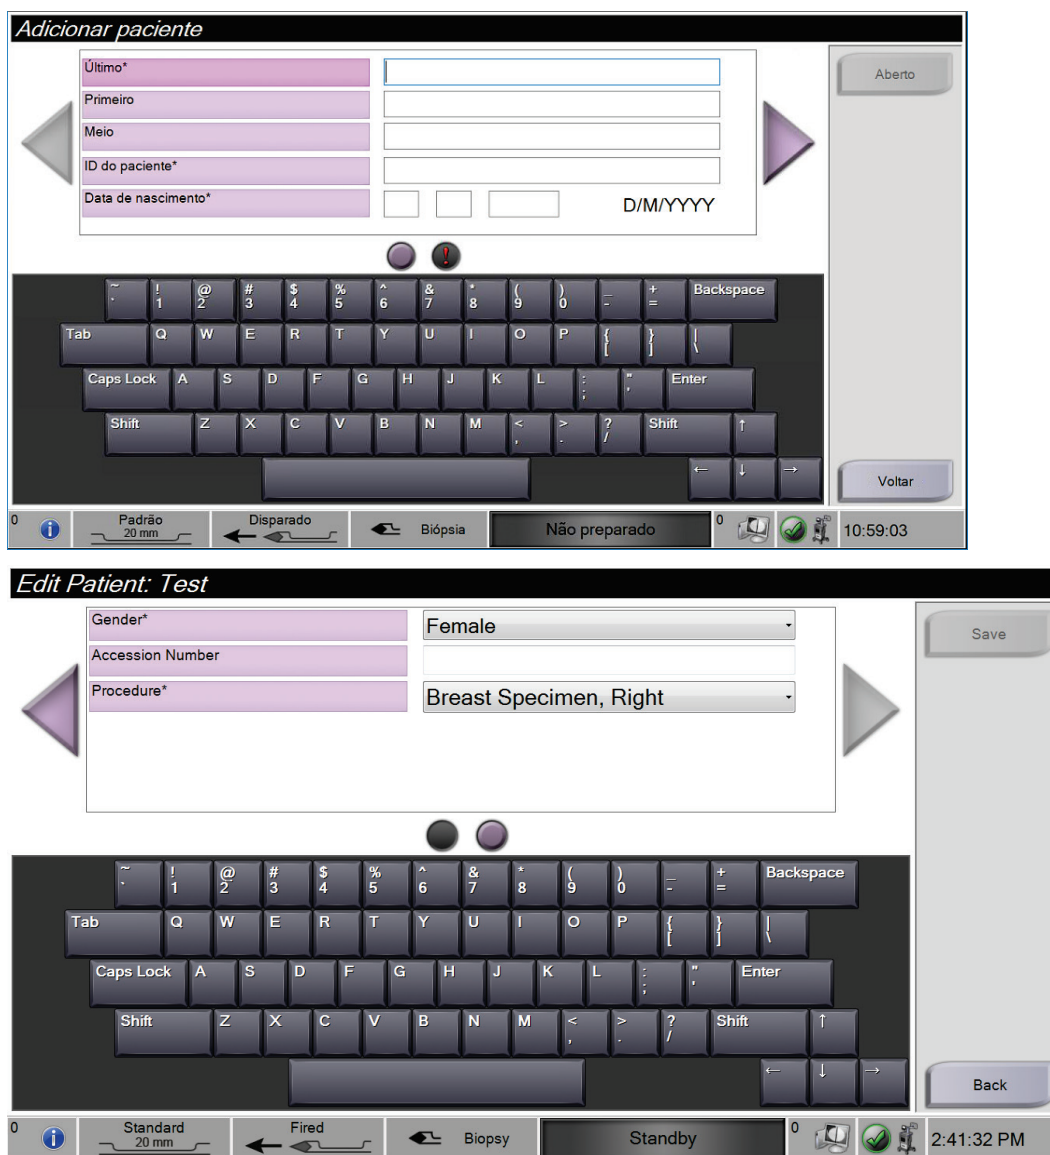 Adicionar paciente
Último*
Aberto
Primeiro
Meio
ID do paciente*
Data de nascimento*
D/M/YYYY
~ ` ! 1 @ 2 # 3 $ 4 % 5 ^ 6 & 7 * 8 ( 9 ) 0 _ - + = Backspace
Tab Q W E R T Y U I O P { [ } ] | \
Caps Lock A S D F G H J K L : ; " ' Enter
Shift Z X C V B N M < , > . ? / Shift ↑
← ↓ →
Voltar
0 Padrão 20 mm Disparado Biópsia Não preparado 0 10:59:03
Edit Patient: Test
Gender* Female
Save
Accession Number
Procedure* Breast Specimen, Right
~ ` ! 1 @ 2 # 3 $ 4 % 5 ^ 6 & 7 * 8 ( 9 ) 0 _ - + = Backspace
Tab Q W E R T Y U I O P { [ } ] | \
Caps Lock A S D F G H J K L : ; " ' Enter
Shift Z X C V B N M < , > . ? / Shift ↑
← ↓ →
Back
0 Standard 20 mm Fired Biopsy Standby 0 2:41:32 PM